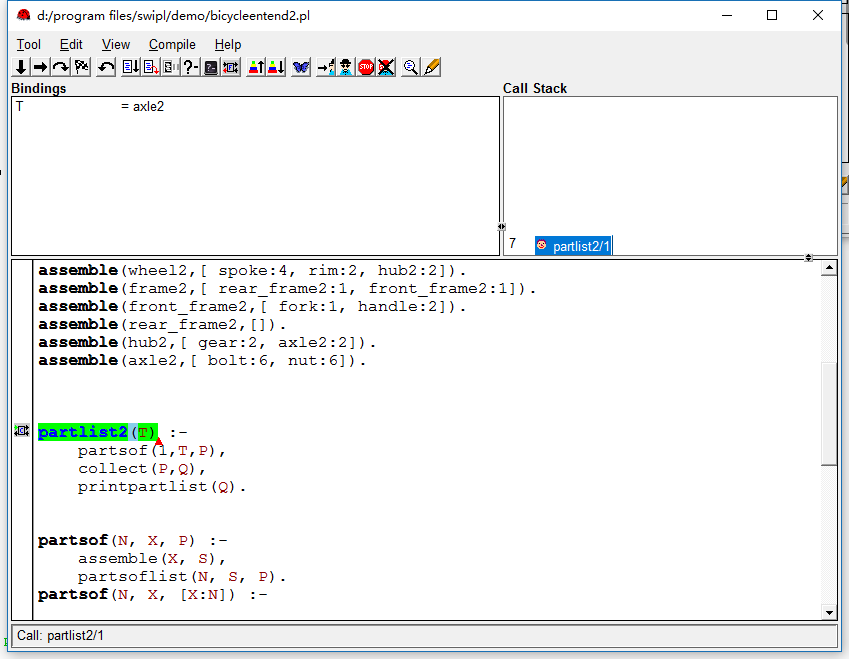 d:/program files/swipl/demo/bicycleentend2.pl
Tool Edit View Compile Help
Bindings
Call Stack
T = axle2
7 partlist2/1
assemble(wheel2,[ spoke:4, rim:2, hub2:2]).
assemble(frame2,[ rear_frame2:1, front_frame2:1]).
assemble(front_frame2,[ fork:1, handle:2]).
assemble(rear_frame2,[]).
assemble(hub2,[ gear:2, axle2:2]).
assemble(axle2,[ bolt:6, nut:6]).
partlist2(T) :-
partsof(1,T,P),
collect(P,Q),
printpartlist(Q).
partsof(N, X, P) :-
assemble(X, S),
partsoflist(N, S, P).
partsof(N, X, [X:N]) :-
Call: partlist2/1